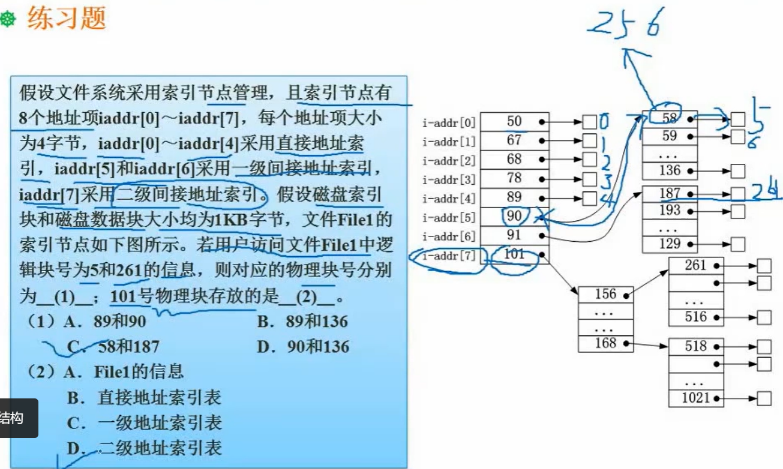 练习题
假设文件系统采用索引节点管理，且索引节点有
8个地址项iaddr[0]～iaddr[7]，每个地址项大小
为4字节，iaddr[0]～iaddr[4]采用直接地址索
引，iaddr[5]和iaddr[6]采用一级间接地址索引，
iaddr[7]采用二级间接地址索引。假设磁盘索引
块和磁盘数据块大小均为1KB字节，文件File1的
索引节点如下图所示。若用户访问文件File1中逻
辑块号为5和261的信息，则对应的物理块号分别
为__(1)__；101号物理块存放的是__(2)__。
（1）A．89和90 B．89和136
C．58和187 D．90和136
（2）A．File1的信息
B．直接地址索引表
C．一级地址索引表
D．二级地址索引表
结构
256
i-addr[0] 50 0
i-addr[1] 67 1
i-addr[2] 68 2
i-addr[3] 78 3
i-addr[4] 89 4
i-addr[5] 90
i-addr[6] 91
i-addr[7] 101
58 5
59 6
...
136
187
193
...
129
156
...
...
168
261
...
516
518
...
1021